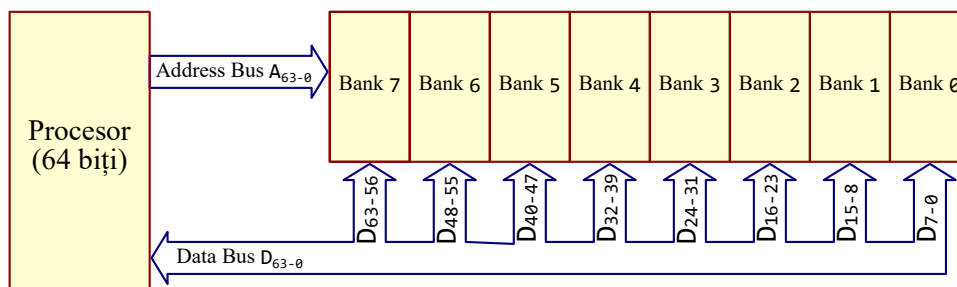 Procesor
(64 biți)
Address Bus A63-0
Bank 7
Bank 6
Bank 5
Bank 4
Bank 3
Bank 2
Bank 1
Bank 0
D63-56
D48-55
D40-47
D32-39
D24-31
D16-23
D15-8
D7-0
Data Bus D63-0